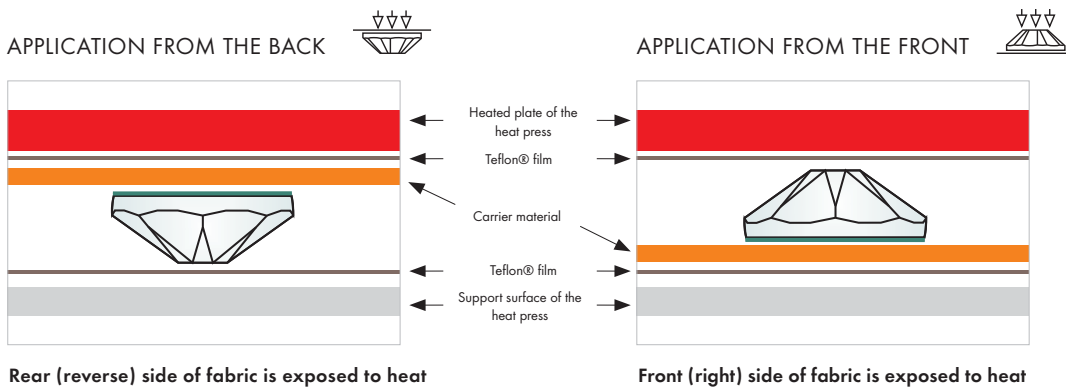 APPLICATION FROM THE BACK
APPLICATION FROM THE FRONT
Heated plate of the
heat press
Teflon® film
Carrier material
Teflon® film
Support surface of the
heat press
Rear (reverse) side of fabric is exposed to heat
Front (right) side of fabric is exposed to heat